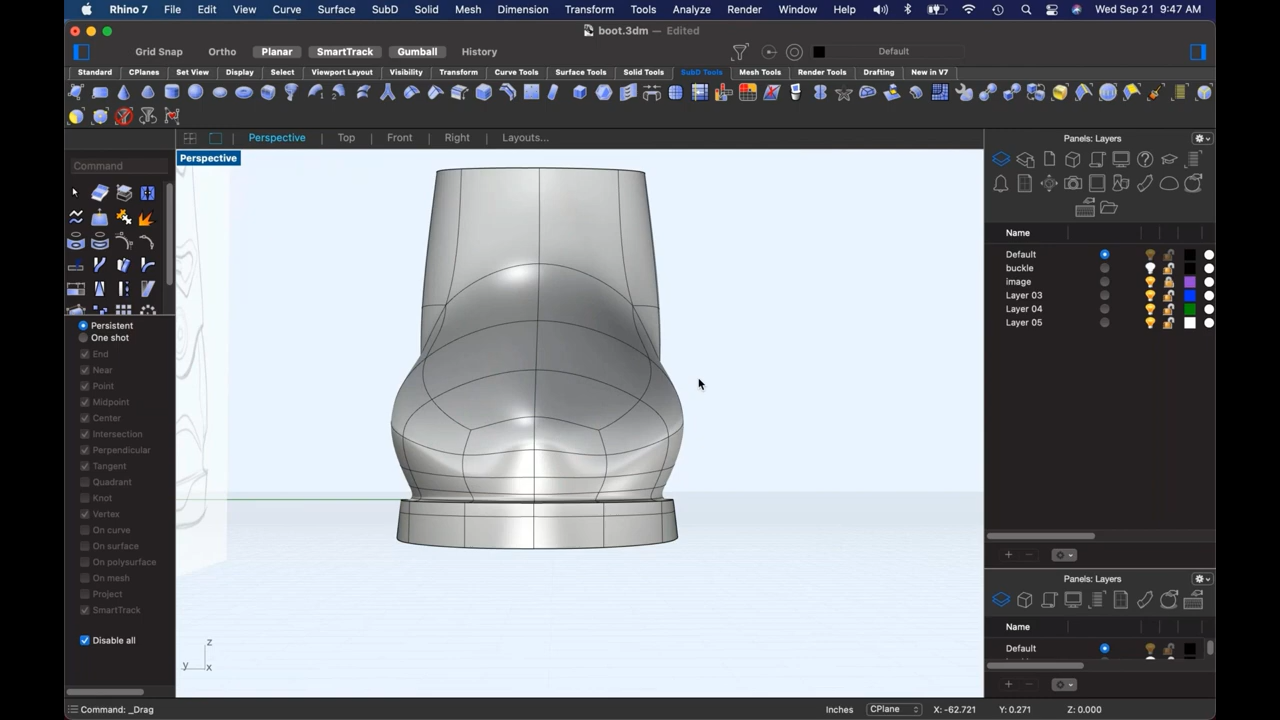 Rhino 7 File Edit View Curve Surface SubD Solid Mesh Dimension Transform Tools Analyze Render Window Help Wed Sep 21 9:47 AM
boot.3dm — Edited
Grid Snap Ortho Planar SmartTrack Gumball History Default
Standard CPlanes Set View Display Select Viewport Layout Visibility Transform Curve Tools Surface Tools Solid Tools SubD Tools Mesh Tools Render Tools Drafting New in V7
Perspective Top Front Right Layouts... Panels: Layers
Perspective
Command
Name
Default
buckle
image
Layer 03
Layer 04
Layer 05
Persistent
One shot
End
Near
Point
Midpoint
Center
Intersection
Perpendicular
Tangent
Quadrant
Knot
Vertex
On curve
On surface
On polysurface
On mesh
Project
SmartTrack
Disable all
Panels: Layers
Name
Default
z
y x
Command: _Drag Inches CPlane X: -62.721 Y: 0.271 Z: 0.000